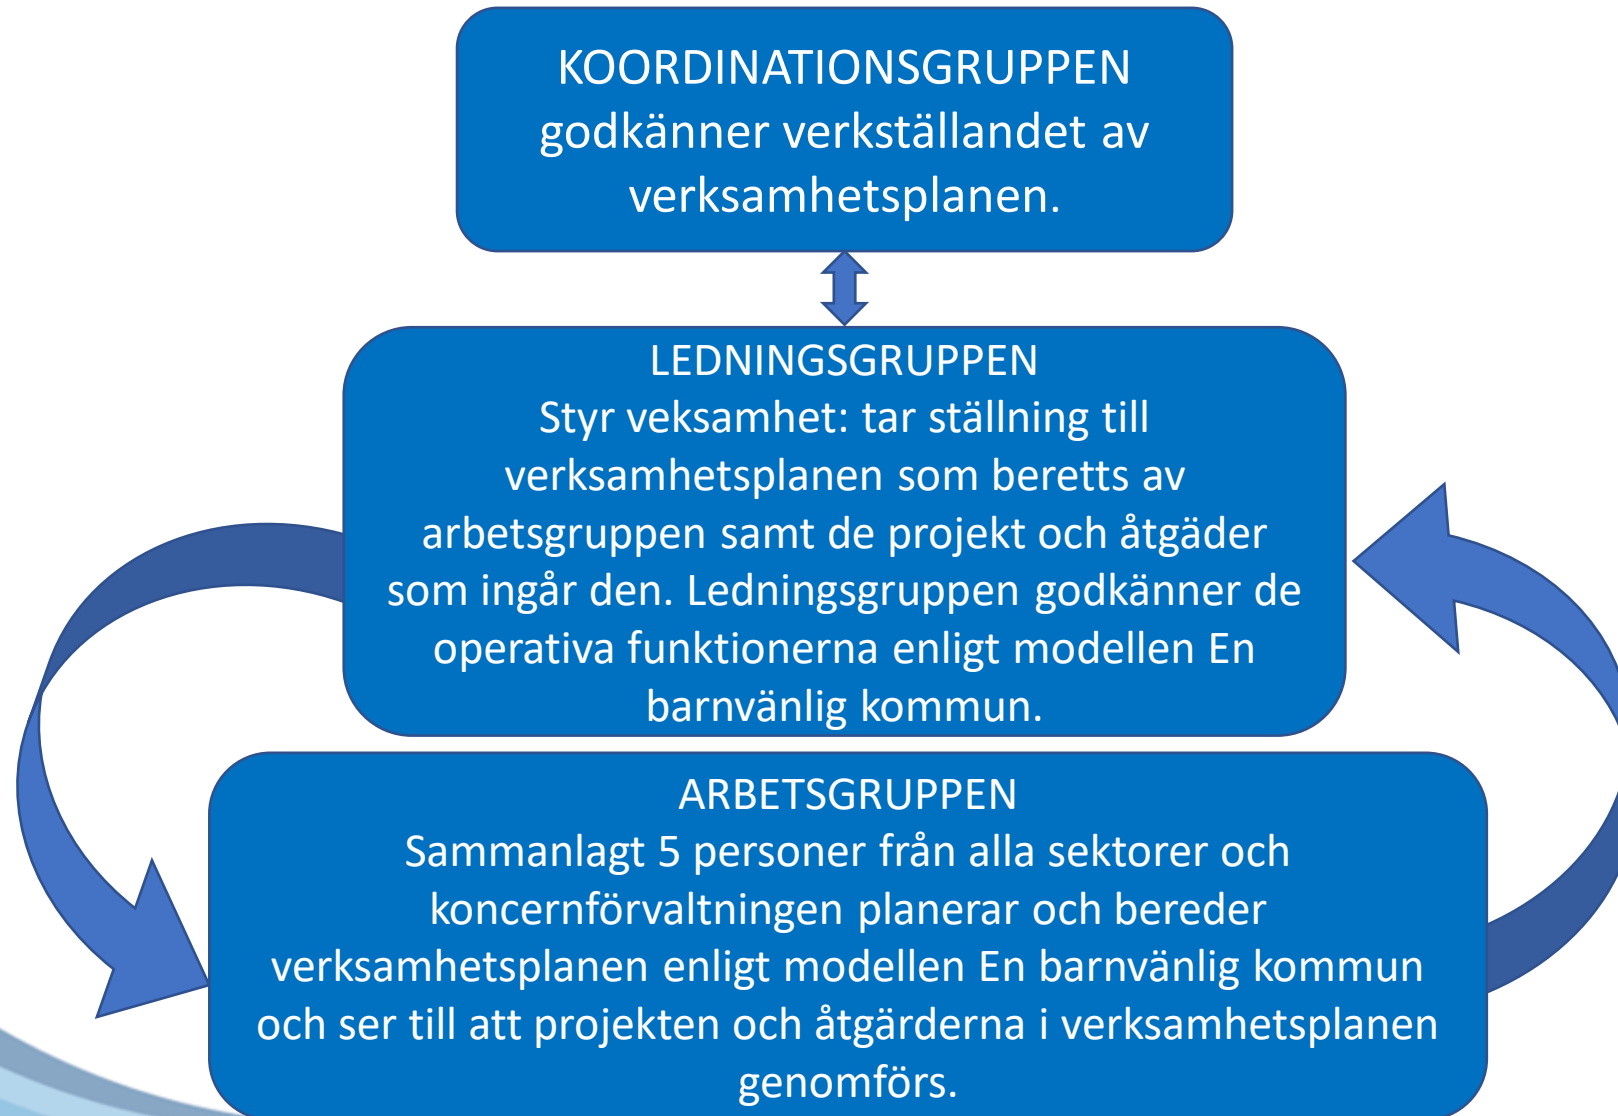 KOORDINATIONSGRUPPEN
godkänner verkställandet av
verksamhetsplanen.
LEDNINGSGRUPPEN
Styr veksamhet: tar ställning till
verksamhetsplanen som beretts av
arbetsgruppen samt de projekt och åtgäder
som ingår den. Ledningsgruppen godkänner de
operativa funktionerna enligt modellen En
barnvänlig kommun.
ARBETSGRUPPEN
Sammanlagt 5 personer från alla sektorer och
koncernförvaltningen planerar och bereder
verksamhetsplanen enligt modellen En barnvänlig kommun
och ser till att projekten och åtgärderna i verksamhetsplanen
genomförs.